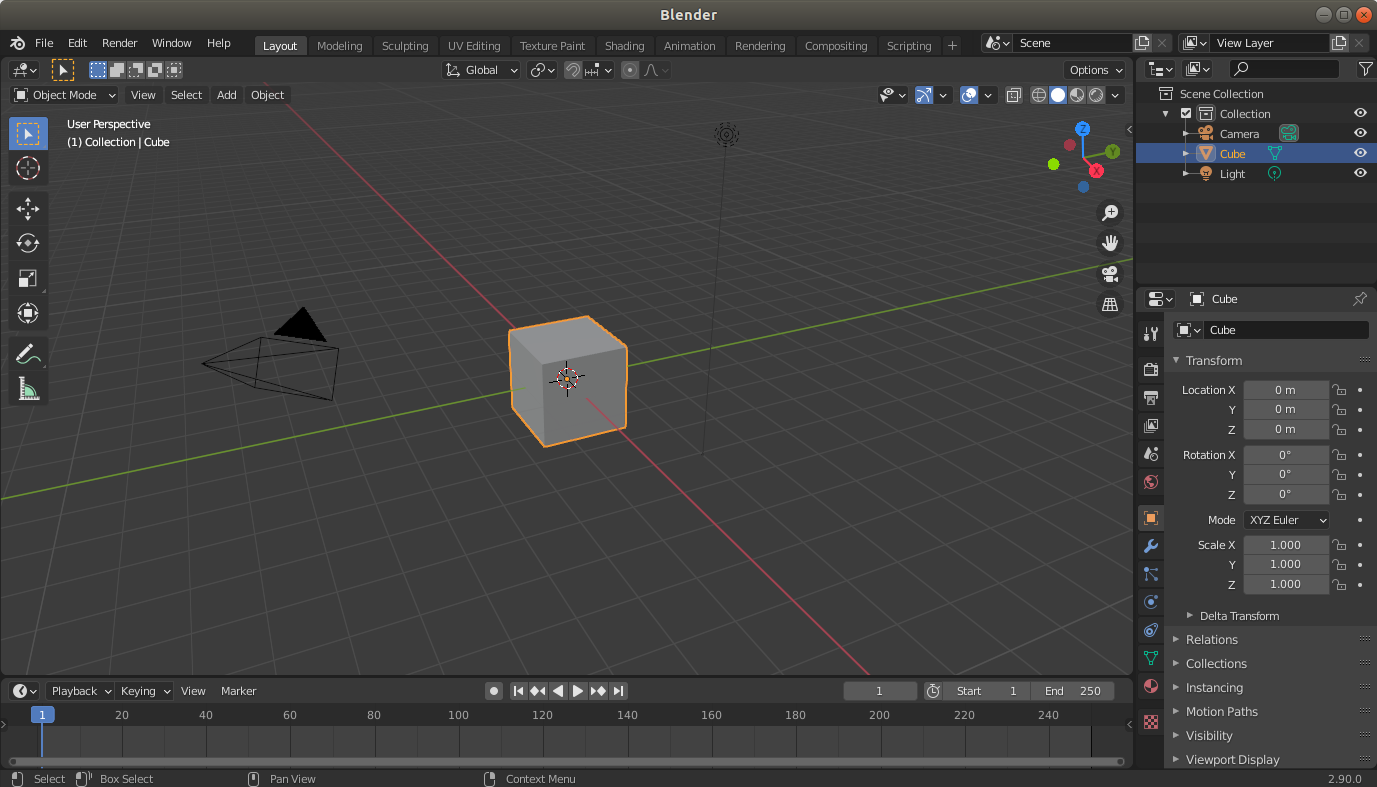 Blender
File Edit Render Window Help Layout Modeling Sculpting UV Editing Texture Paint Shading Animation Rendering Compositing Scripting + Scene View Layer
Global Options
Object Mode View Select Add Object
User Perspective
(1) Collection | Cube
Z
Y
X
Scene Collection
Collection
Camera
Cube
Light
Cube
Cube
Transform
Location X 0 m
Y 0 m
Z 0 m
Rotation X 0°
Y 0°
Z 0°
Mode XYZ Euler
Scale X 1.000
Y 1.000
Z 1.000
Delta Transform
Relations
Collections
Instancing
Motion Paths
Visibility
Viewport Display
Playback Keying View Marker 1 Start 1 End 250
1 20 40 60 80 100 120 140 160 180 200 220 240
Select Box Select Pan View Context Menu 2.90.0